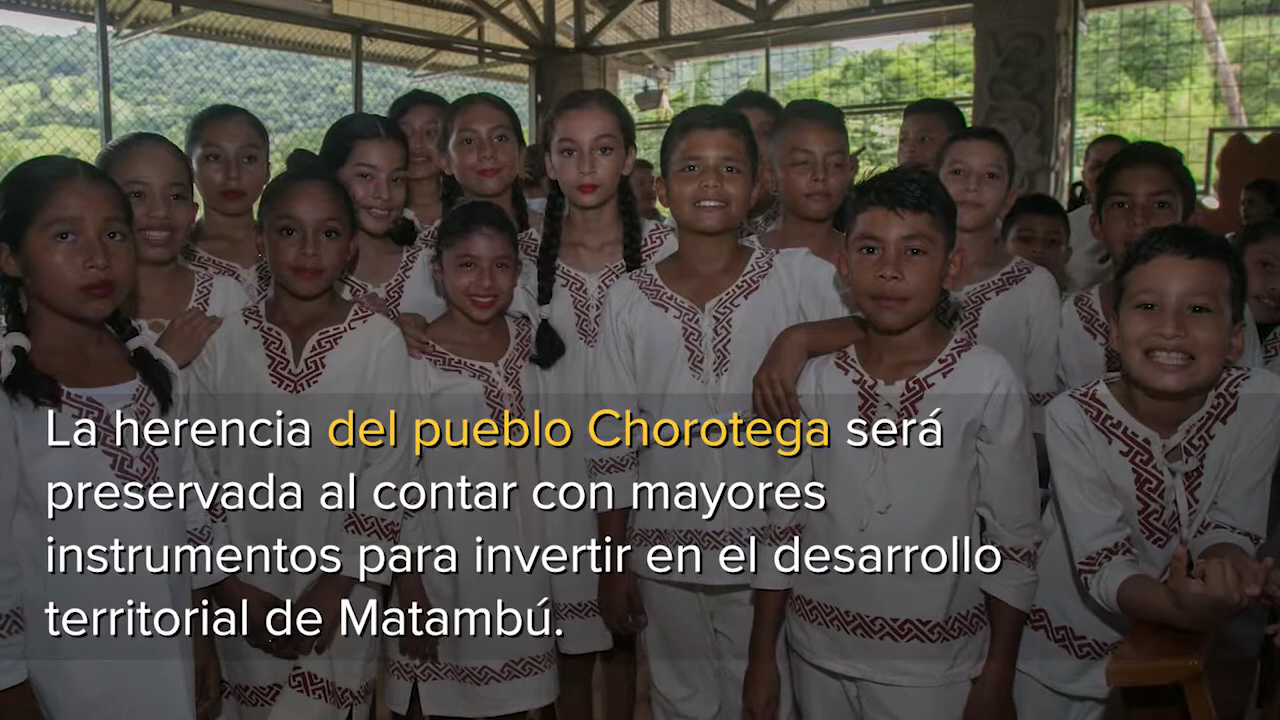 La herencia del pueblo Chorotega será
preservada al contar con mayores
instrumentos para invertir en el desarrollo
territorial de Matambú.